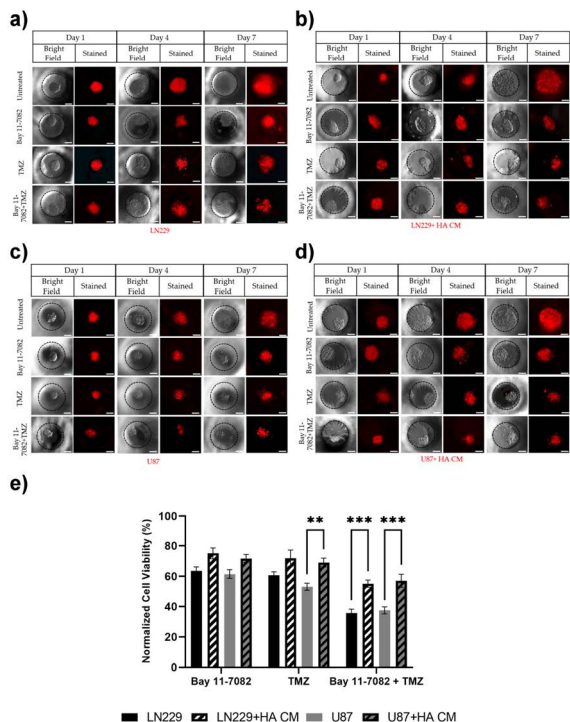 a)
Day 1 Day 4 Day 7
Bright Field Stained Bright Field Stained Bright Field Stained
Untreated
Bay 11-7082
TMZ
Bay 11-7082+TMZ
LN229
b)
Day 1 Day 4 Day 7
Bright Field Stained Bright Field Stained Bright Field Stained
Untreated
Bay 11-7082
TMZ
Bay 11-7082+TMZ
LN229+ HA CM
c)
Day 1 Day 4 Day 7
Bright Field Stained Bright Field Stained Bright Field Stained
Untreated
Bay 11-7082
TMZ
Bay 11-7082+TMZ
U87
d)
Day 1 Day 4 Day 7
Bright Field Stained Bright Field Stained Bright Field Stained
Untreated
Bay 11-7082
TMZ
Bay 11-7082+TMZ
U87+ HA CM
e)
Normalized Cell Viability (%)
100
80
60
40
20
0
** *** ***
Bay 11-7082 TMZ Bay 11-7082 + TMZ
LN229 LN229+HA CM U87 U87+HA CM